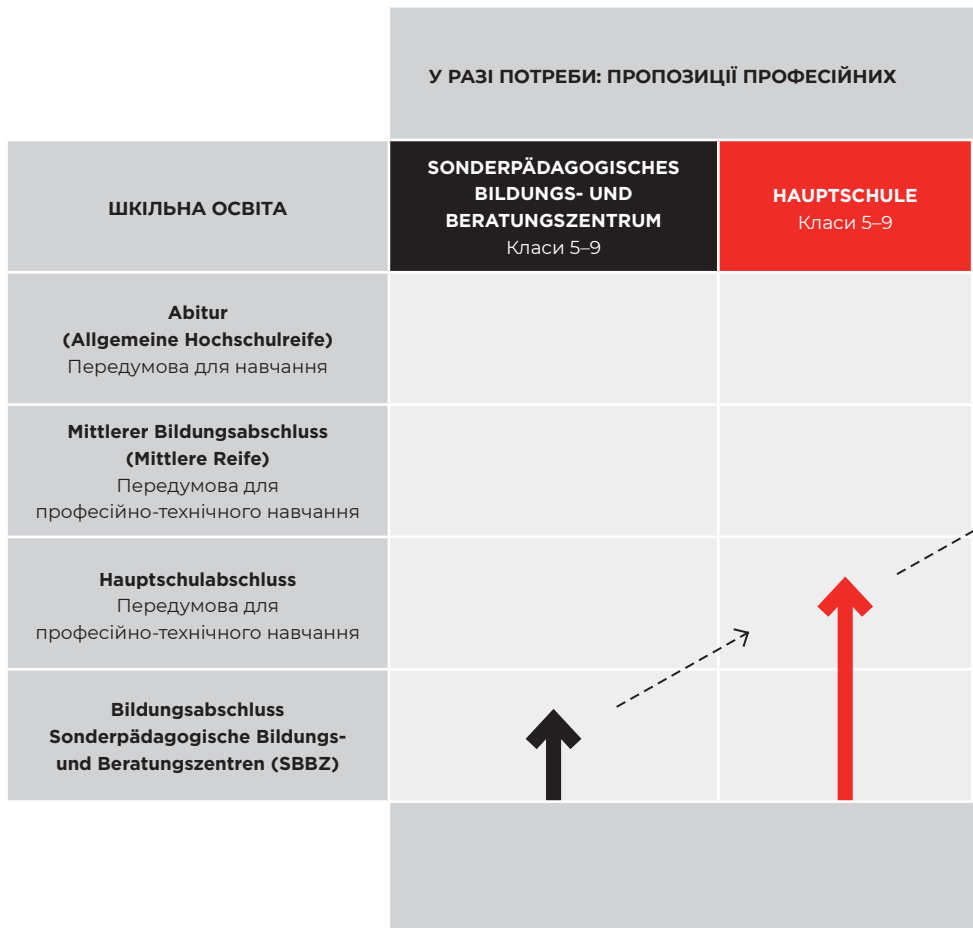 У РАЗІ ПОТРЕБИ: ПРОПОЗИЦІЇ ПРОФЕСІЙНИХ
ШКІЛЬНА ОСВІТА
SONDERPÄDAGOGISCHES
BILDUNGS- UND
BERATUNGSZENTRUM
Класи 5–9
HAUPTSCHULE
Класи 5–9
Abitur
(Allgemeine Hochschulreife)
Передумова для навчання
Mittlerer Bildungsabschluss
(Mittlere Reife)
Передумова для
професійно-технічного навчання
Hauptschulabschluss
Передумова для
професійно-технічного навчання
Bildungsabschluss
Sonderpädagogische Bildungs-
und Beratungszentren (SBBZ)